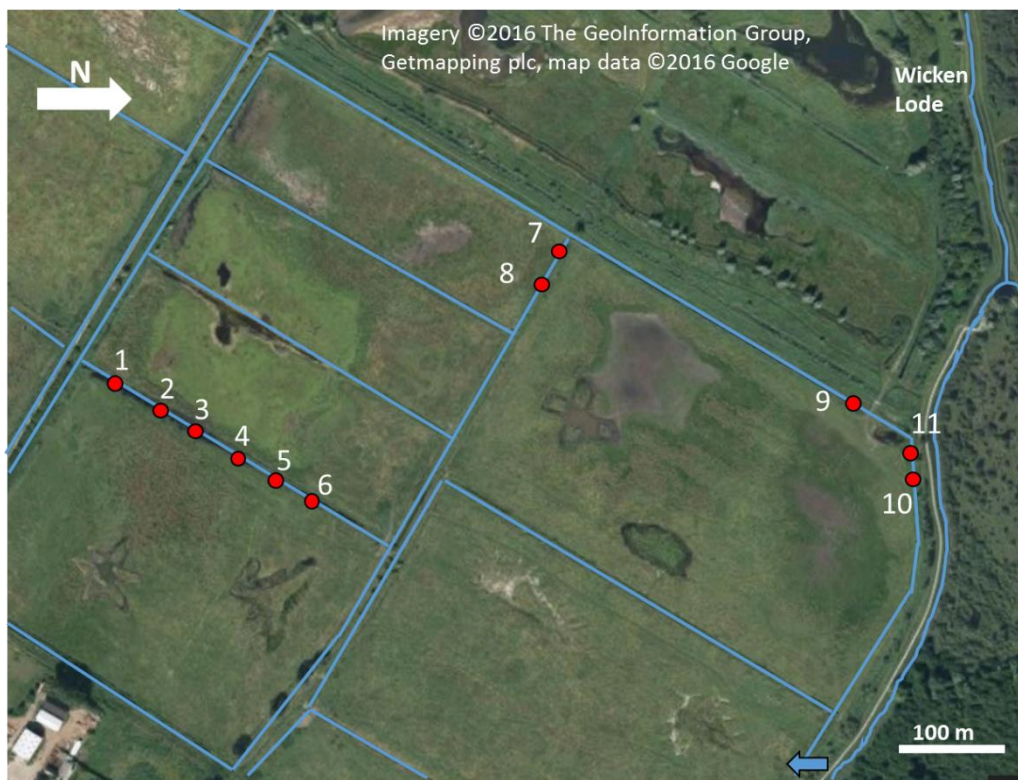 Imagery ©2016 The GeoInformation Group,
Getmapping plc, map data ©2016 Google
N
Wicken
Lode
7
8
1
2
3
4
5
6
9
11
10
100 m